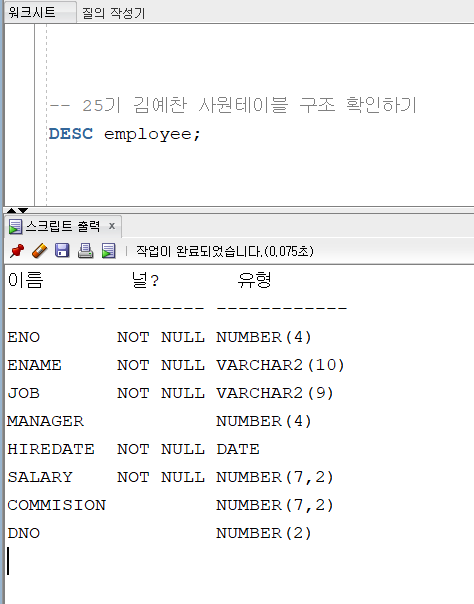 워크시트 질의 작성기
-- 25기 김예찬 사원테이블 구조 확인하기
DESC employee;
스크립트 출력 x
작업이 완료되었습니다.(0,075초)
이름 널? 유형
--------- -------- ------------
ENO NOT NULL NUMBER(4)
ENAME NOT NULL VARCHAR2(10)
JOB NOT NULL VARCHAR2(9)
MANAGER NUMBER(4)
HIREDATE NOT NULL DATE
SALARY NOT NULL NUMBER(7,2)
COMMISION NUMBER(7,2)
DNO NUMBER(2)